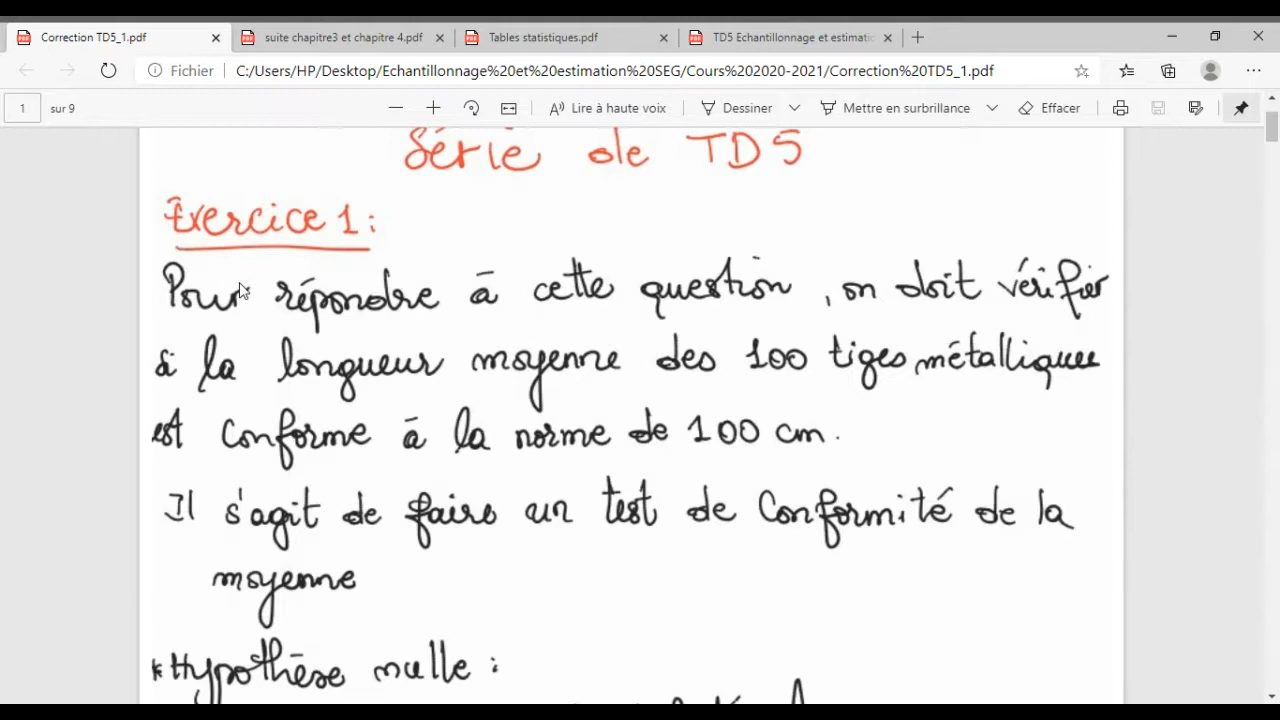 Correction TD5_1.pdf
suite chapitre3 et chapitre 4.pdf
Tables statistiques.pdf
TD5 Echantillonnage et estimatio
Fichier
C:/Users/HP/Desktop/Echantillonnage%20et%20estimation%20SEG/Cours%202020-2021/Correction%20TD5_1.pdf
1 sur 9
Lire à haute voix
Dessiner
Mettre en surbrillance
Effacer
Série de TD5
Exercice 1:
Pour répondre à cette question, on doit vérifier
si la longueur moyenne des 100 tiges métalliques
est conforme à la norme de 100 cm.
Il s'agit de faire un test de Conformité de la
moyenne
*Hypothèse nulle :